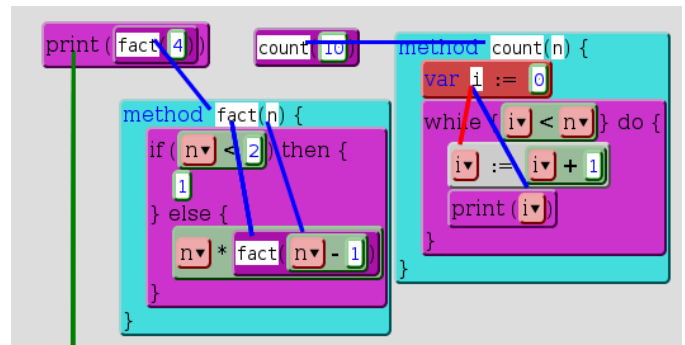 print (fact(4))
count(10)
method fact(n) {
if ( n▾ < 2 ) then {
1
} else {
n▾ * fact( n▾ - 1 )
}
}
method count(n) {
var i := 0
while { i▾ < n▾ } do {
i▾ := i▾ + 1
print ( i▾ )
}
}